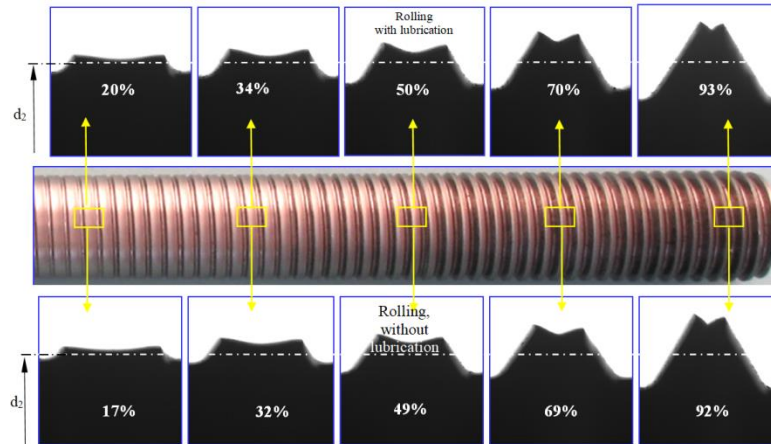 Rolling
with lubrication
20%
34%
50%
70%
93%
d2
Rolling,
without
lubrication
17%
32%
49%
69%
92%
d2